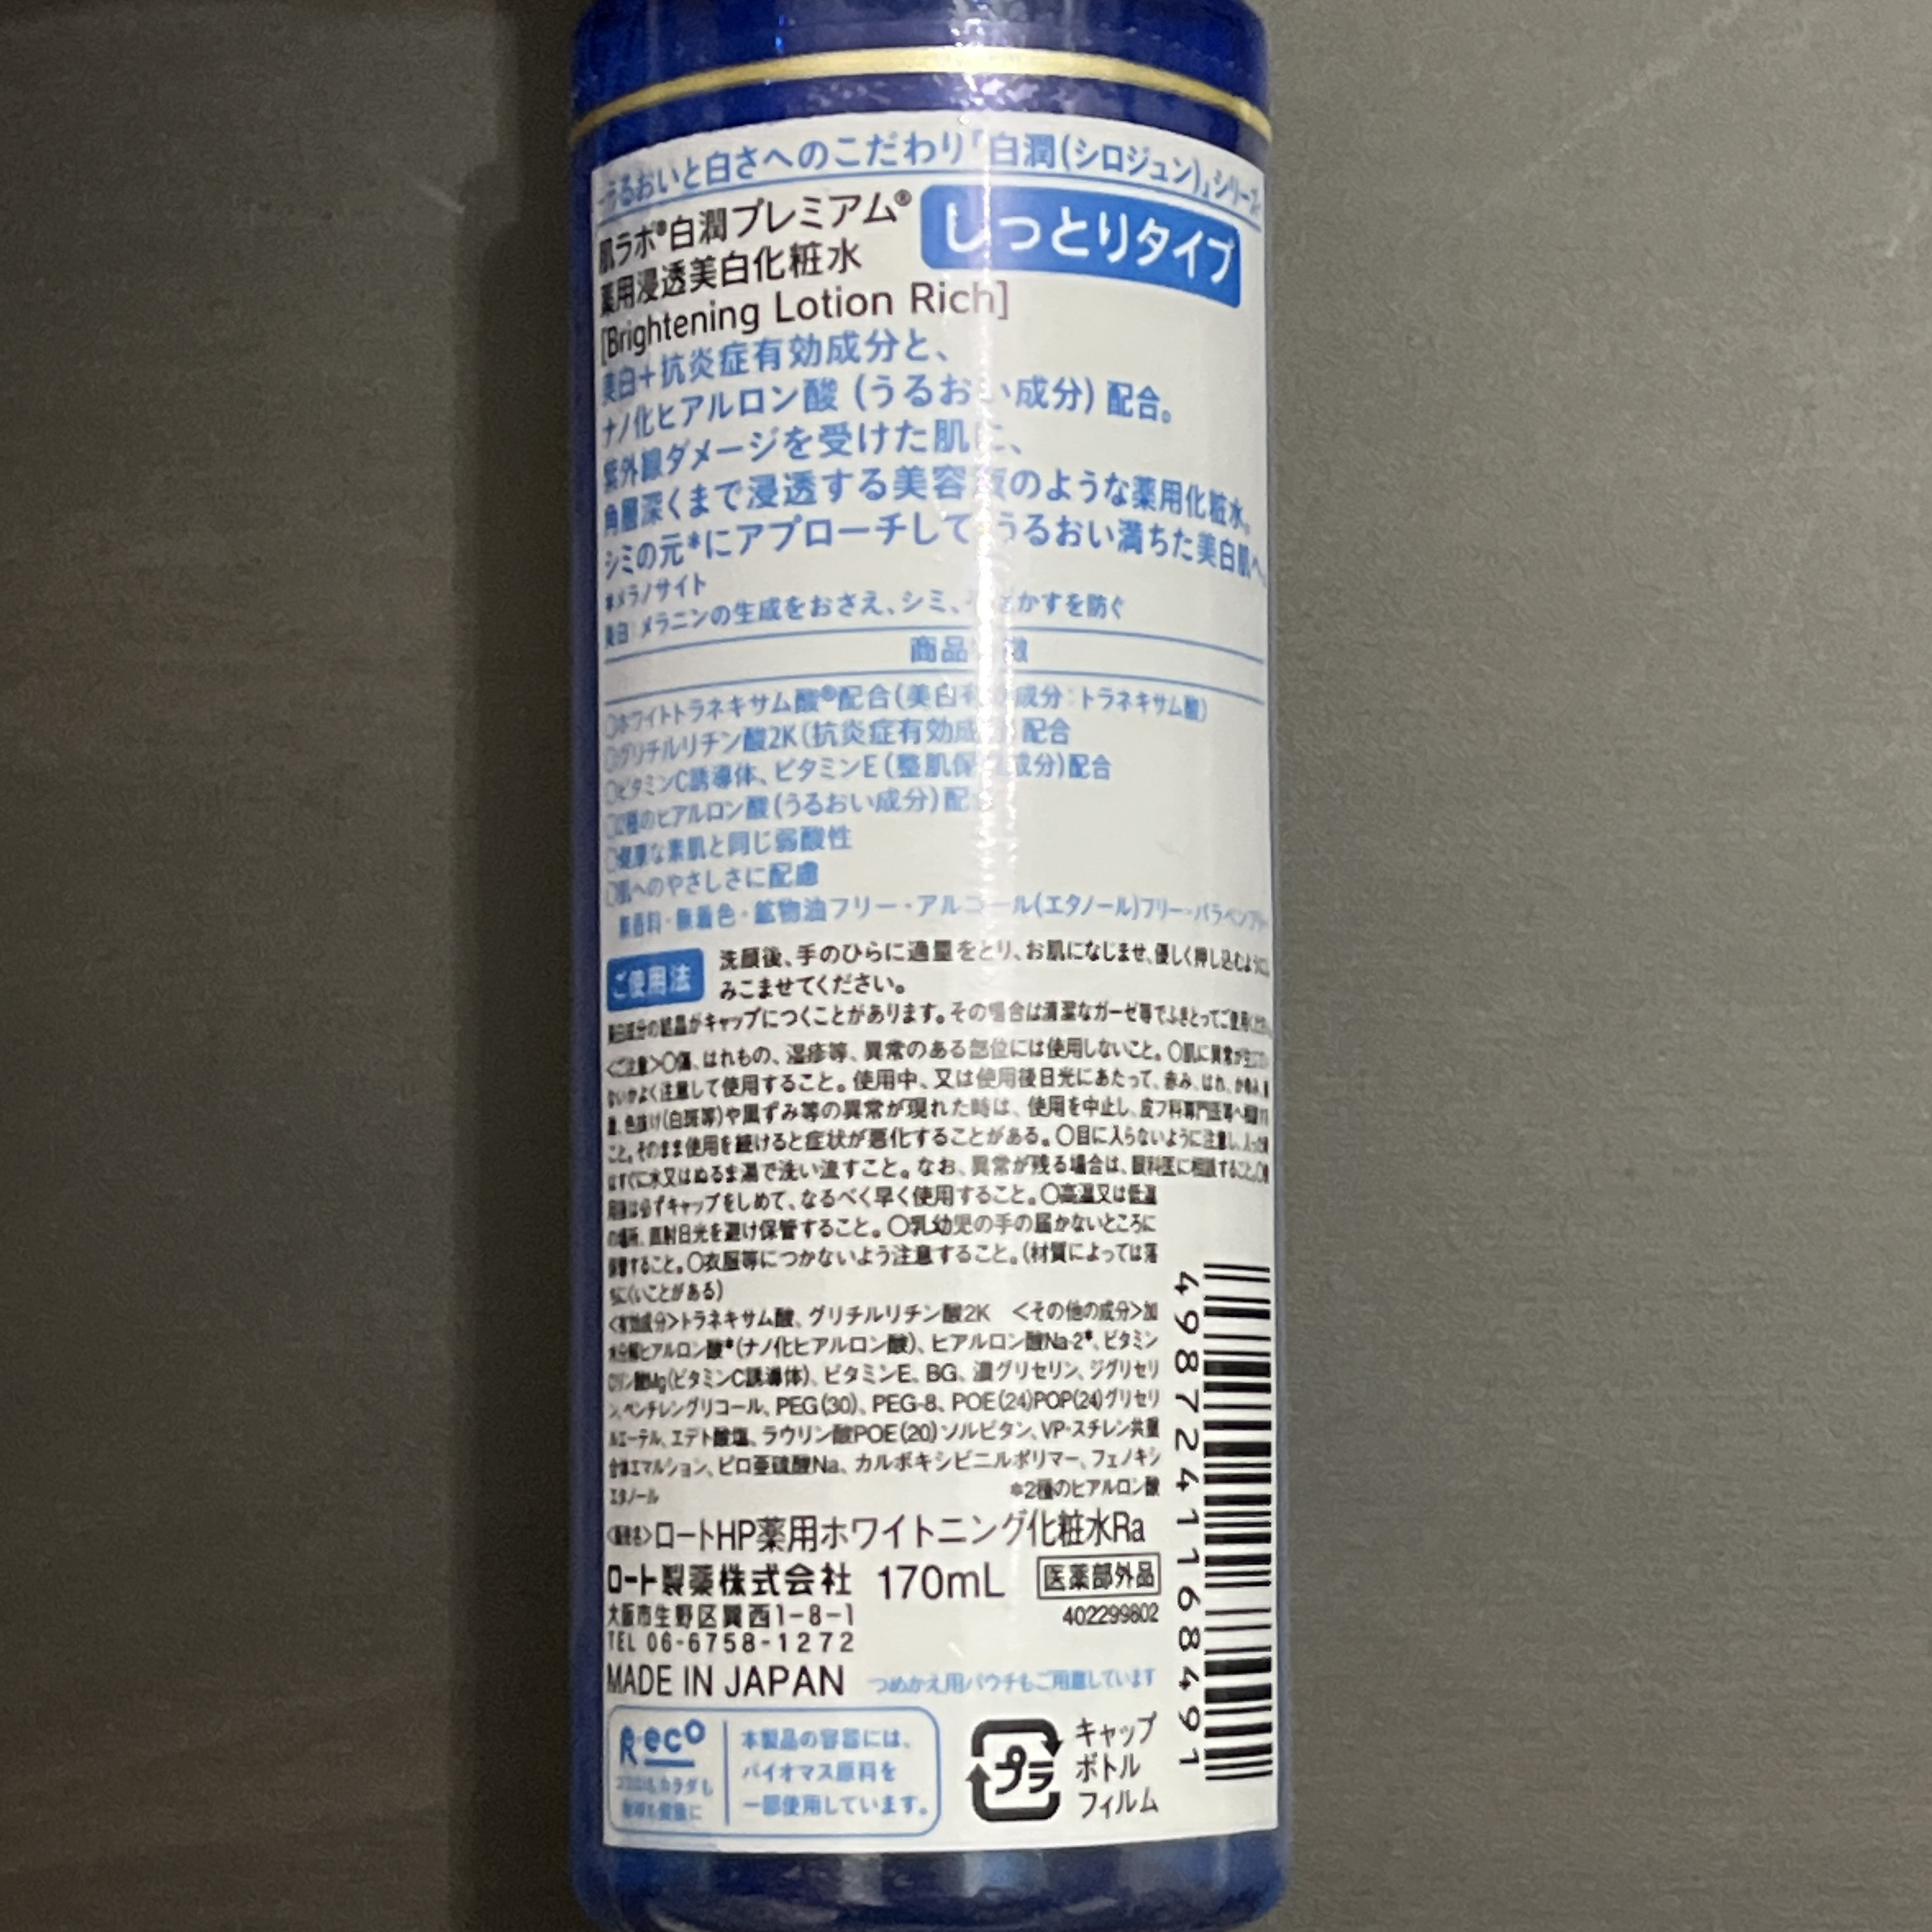 うるおいと白さへのこだわり「白潤(シロジュン)」シリーズ
肌ラボ®白潤プレミアム®
薬用浸透美白化粧水
しっとりタイプ
[Brightening Lotion Rich]
美白+抗炎症有効成分と、
ナノ化ヒアルロン酸(うるおい成分)配合。
紫外線ダメージを受けた肌に、
角層深くまで浸透する美容液のような薬用化粧水。
シミの元*にアプローチして、うるおい満ちた美白肌へ。
*メラノサイト
美白:メラニンの生成をおさえ、シミ、そばかすを防ぐ
商品特徴
○ホワイトトラネキサム酸®配合(美白有効成分:トラネキサム酸)
○グリチルリチン酸2K(抗炎症有効成分)配合
○ビタミンC誘導体、ビタミンE(整肌保護成分)配合
○2種のヒアルロン酸(うるおい成分)配合
○健康な素肌と同じ弱酸性
○肌へのやさしさに配慮
無香料・無着色・鉱物油フリー・アルコール(エタノール)フリー・パラベンフリー
ご使用法
洗顔後、手のひらに適量をとり、お肌になじませ、優しく押し込むように
みこませてください。
美白成分の結晶がキャップにつくことがあります。その場合は清潔なガーゼ等でふきとってご使用ください。
<ご注意>○傷、はれもの、湿疹等、異常のある部位には使用しないこと。○肌に異常が生じて
ないかよく注意して使用すること。使用中、又は使用後日光にあたって、赤み、はれ、かゆみ、刺
激、色抜け(白斑等)や黒ずみ等の異常が現れた時は、使用を中止し、皮フ科専門医等へ相談する
こと。そのまま使用を続けると症状が悪化することがある。○目に入らないように注意し、入った時
はすぐに水又はぬるま湯で洗い流すこと。なお、異常が残る場合は、眼科医に相談すること。○使
用後は必ずキャップをしめて、なるべく早く使用すること。○高温又は低温
の場所、直射日光を避け保管すること。○乳幼児の手の届かないところに
保管すること。○衣服等につかないよう注意すること。(材質によっては落
ちにくいことがある)
<有効成分>トラネキサム酸、グリチルリチン酸2K <その他の成分>加
水分解ヒアルロン酸*(ナノ化ヒアルロン酸)、ヒアルロン酸Na-2*、ビタミン
Cリン酸Mg(ビタミンC誘導体)、ビタミンE、BG、濃グリセリン、ジグリセリ
ン、ペンチレングリコール、PEG(30)、PEG-8、POE(24)POP(24)グリセリ
ルエーテル、エデト酸塩、ラウリン酸POE(20)ソルビタン、VP・スチレン共重
合体エマルション、ピロ亜硫酸Na、カルボキシビニルポリマー、フェノキシ
エタノール
*2種のヒアルロン酸
<販売名>ロートHP薬用ホワイトニング化粧水Ra
ロート製薬株式会社 170mL 医薬部外品
大阪市生野区巽西1-8-1
402299802
TEL 06-6758-1272
MADE IN JAPAN
つめかえ用パウチもご用意しています
R-eco
本製品の容器には、
バイオマス原料を
一部使用しています。
プラ
キャップ
ボトル
フィルム
4987241168491